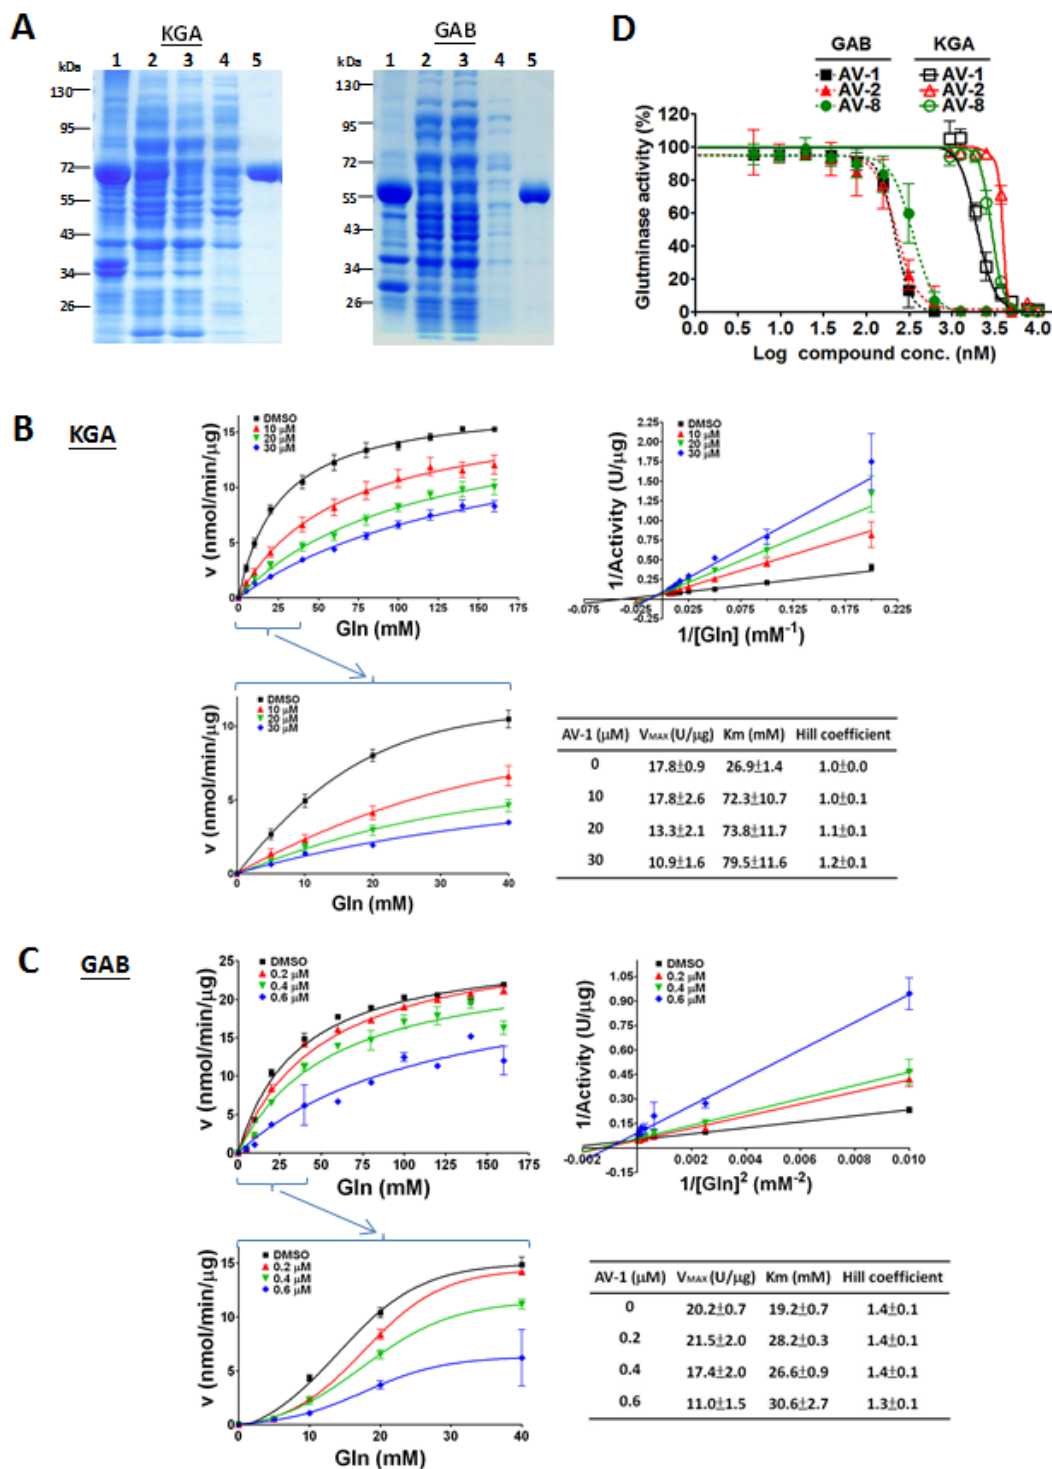 A
KGA
1 2 3 4 5
kDa
130
95
72
55
43
34
26
GAB
1 2 3 4 5
kDa
130
95
72
55
43
34
26
D
GAB KGA
AV-1 AV-1
AV-2 AV-2
AV-8 AV-8
Glutminase activity (%)
120
100
80
60
40
20
0
0.0 0.5 1.0 1.5 2.0 2.5 3.0 3.5 4.0
Log compound conc. (nM)
B KGA
DMSO
10 µM
20 µM
30 µM
v (nmol/min/µg)
15
10
5
0
0 25 50 75 100 125 150 175
Gln (mM)
DMSO
10 µM
20 µM
30 µM
1/Activity (U/µg)
2.25
2.00
1.75
1.50
1.25
1.00
0.75
0.50
0.25
-0.25
-0.075 -0.025 0.025 0.075 0.125 0.175 0.225
1/[Gln] mM⁻¹
DMSO
10 µM
20 µM
30 µM
v (nmol/min/µg)
10
5
0
0 10 20 30 40
Gln (mM)
AV-1 (µM) VMAX (U/µg) Km (mM) Hill coefficient
0 17.8±0.9 26.9±1.4 1.0±0.0
10 17.8±2.6 72.3±10.7 1.0±0.1
20 13.3±2.1 73.8±11.7 1.1±0.1
30 10.9±1.6 79.5±11.6 1.2±0.1
C GAB
DMSO
0.2 µM
0.4 µM
0.6 µM
v (nmol/min/µg)
25
20
15
10
5
0
0 25 50 75 100 125 150 175
Gln (mM)
DMSO
0.2 µM
0.4 µM
0.6 µM
1/Activity (U/µg)
1.05
0.90
0.75
0.60
0.45
0.30
0.15
-0.15
-0.002 0.002 0.004 0.006 0.008 0.010
1/[Gln]² (mM⁻²)
DMSO
0.2 µM
0.4 µM
0.6 µM
v (nmol/min/µg)
15
10
5
0
0 10 20 30 40
Gln (mM)
AV-1 (µM) VMAX (U/µg) Km (mM) Hill coefficient
0 20.2±0.7 19.2±0.7 1.4±0.1
0.2 21.5±2.0 28.2±0.3 1.4±0.1
0.4 17.4±2.0 26.6±0.9 1.4±0.1
0.6 11.0±1.5 30.6±2.7 1.3±0.1